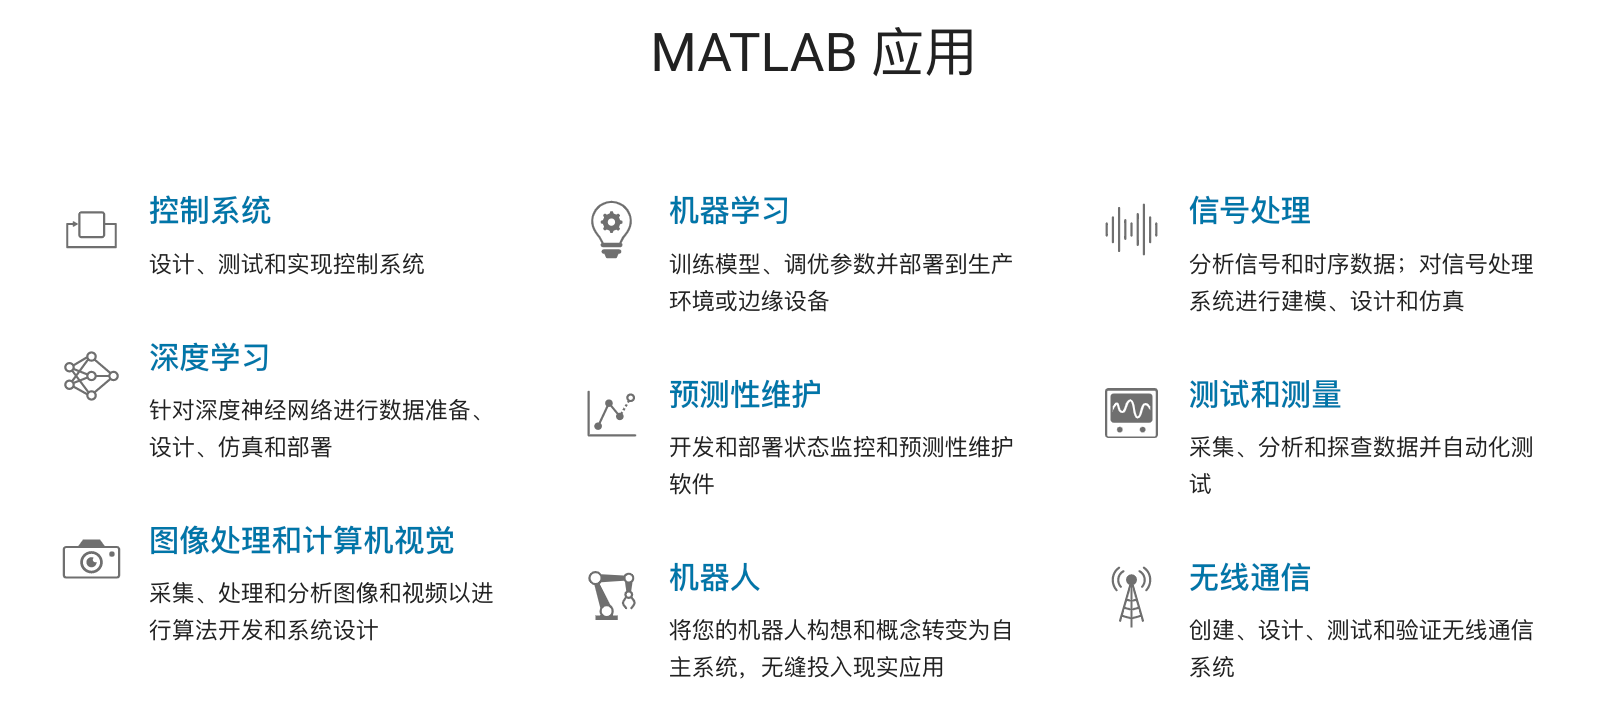 MATLAB 应用
控制系统
设计、测试和实现控制系统
深度学习
针对深度神经网络进行数据准备、
设计、仿真和部署
图像处理和计算机视觉
采集、处理和分析图像和视频以进
行算法开发和系统设计
机器学习
训练模型、调优参数并部署到生产
环境或边缘设备
预测性维护
开发和部署状态监控和预测性维护
软件
机器人
将您的机器人构想和概念转变为自
主系统，无缝投入现实应用
信号处理
分析信号和时序数据；对信号处理
系统进行建模、设计和仿真
测试和测量
采集、分析和探查数据并自动化测
试
无线通信
创建、设计、测试和验证无线通信
系统